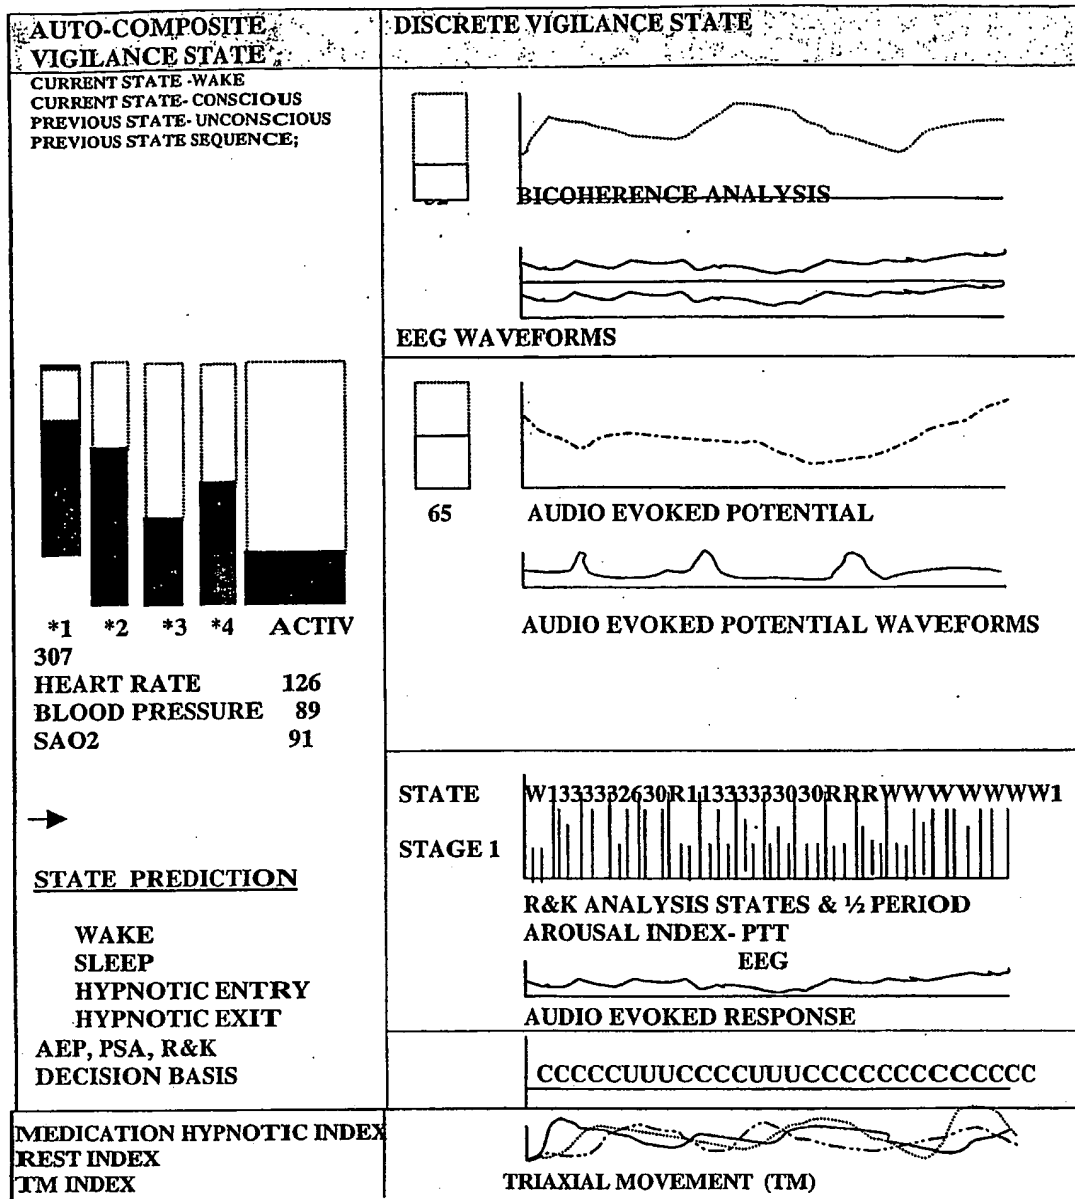 AUTO-COMPOSITE
VIGILANCE STATE
CURRENT STATE -WAKE
CURRENT STATE- CONSCIOUS
PREVIOUS STATE- UNCONSCIOUS
PREVIOUS STATE SEQUENCE;
*1 *2 *3 *4 ACTIV
307
HEART RATE 126
BLOOD PRESSURE 89
SAO2 91
STATE PREDICTION
WAKE
SLEEP
HYPNOTIC ENTRY
HYPNOTIC EXIT
AEP, PSA, R&K
DECISION BASIS
MEDICATION HYPNOTIC INDEX
REST INDEX
TM INDEX
DISCRETE VIGILANCE STATE
BICOHERENCE ANALYSIS
EEG WAVEFORMS
65 AUDIO EVOKED POTENTIAL
AUDIO EVOKED POTENTIAL WAVEFORMS
STATE W1333332630R11333333030RRRWWWWWWWW1
STAGE 1
R&K ANALYSIS STATES & ½ PERIOD
AROUSAL INDEX- PTT
EEG
AUDIO EVOKED RESPONSE
CCCCCUUUCCCCUUUCCCCCCCCCCCCCC
TRIAXIAL MOVEMENT (TM)